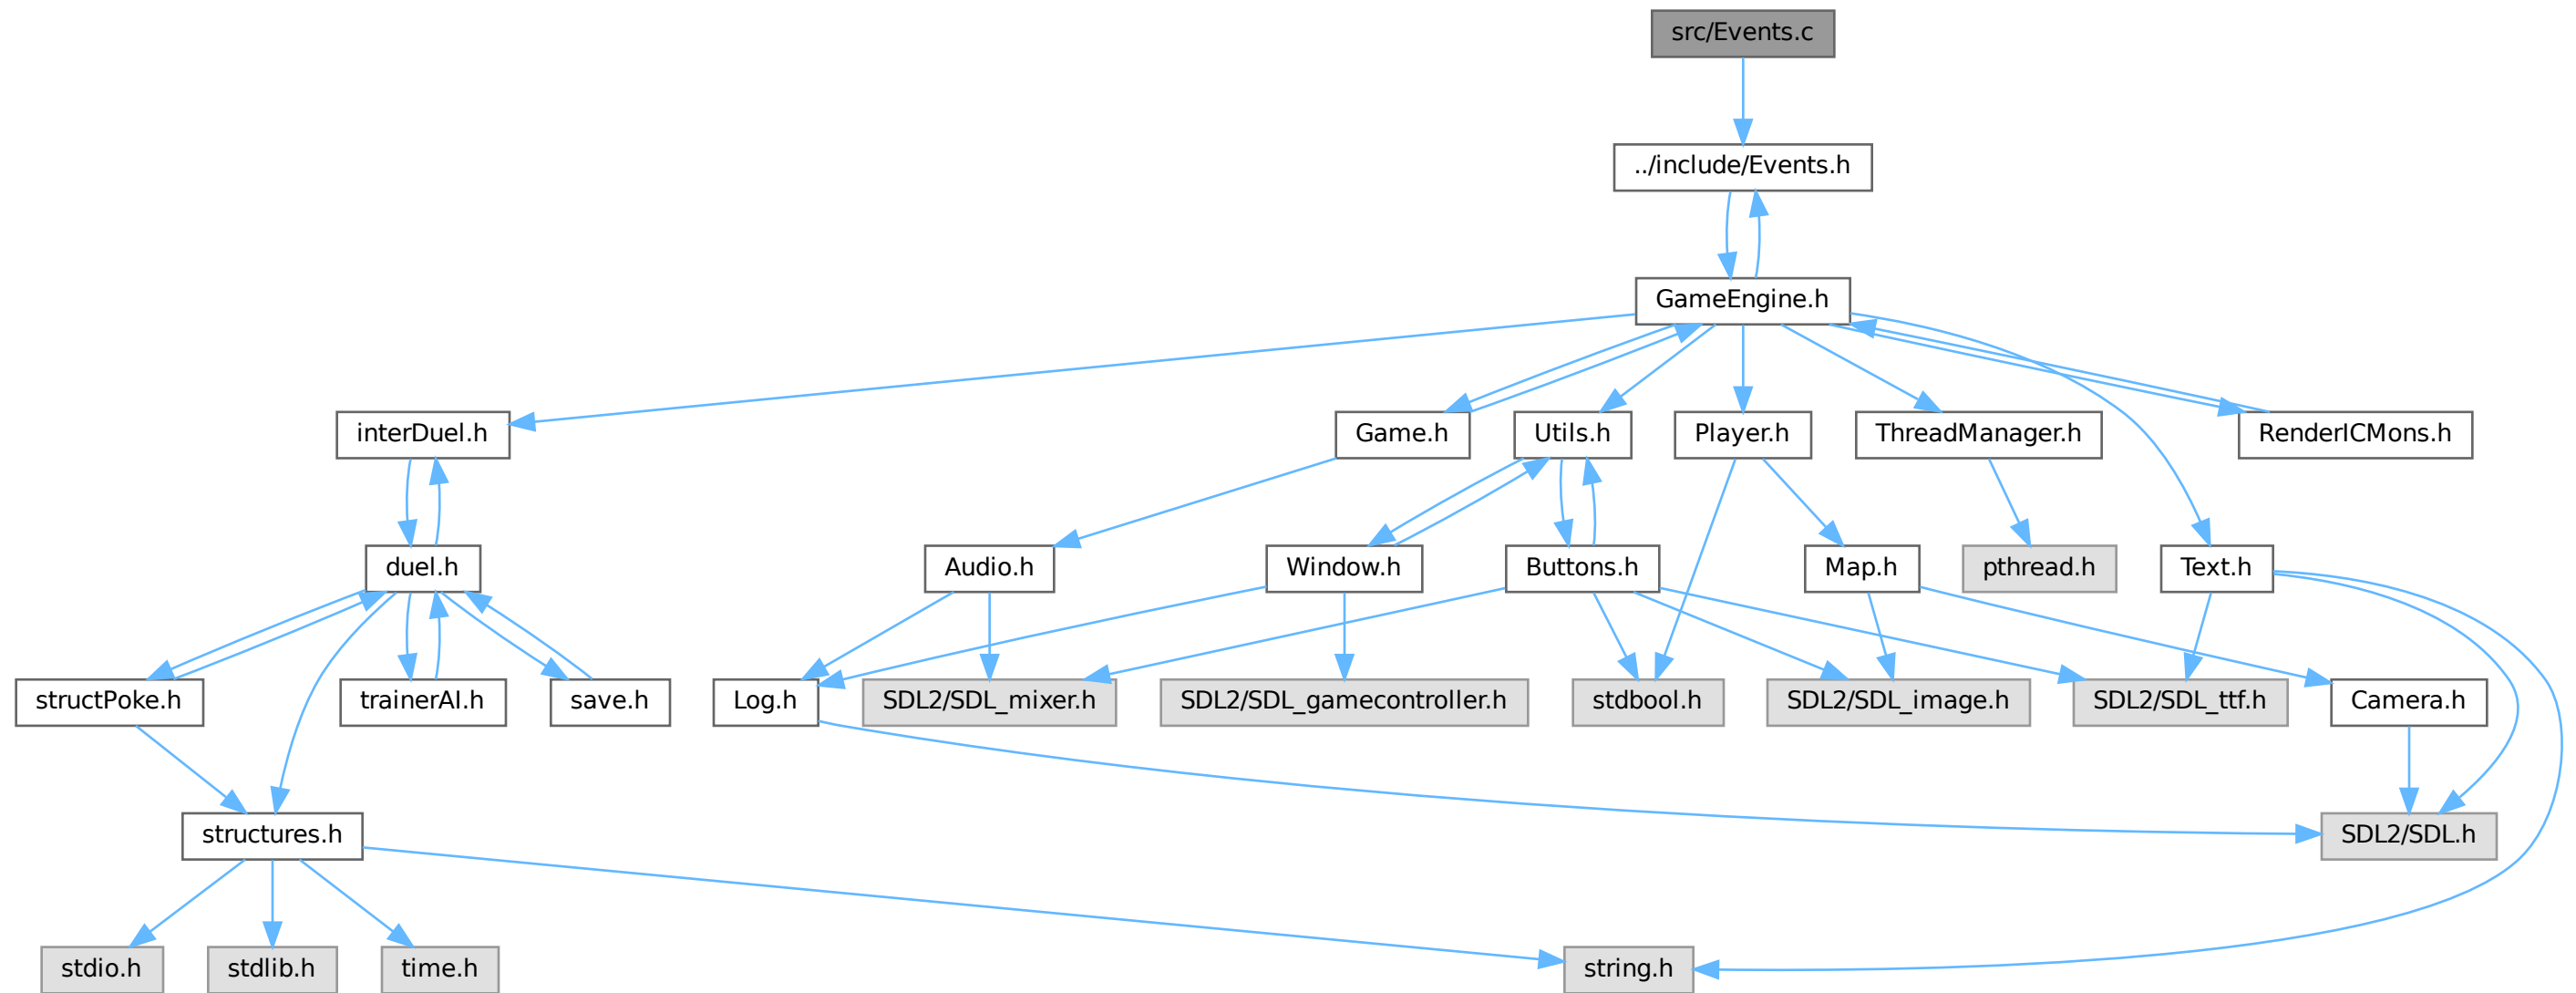 src/Events.c
../include/Events.h
GameEngine.h
interDuel.h
Game.h
Utils.h
Player.h
ThreadManager.h
RenderICMons.h
duel.h
Audio.h
Window.h
Buttons.h
Map.h
pthread.h
Text.h
structPoke.h
trainerAI.h
save.h
Log.h
SDL2/SDL_mixer.h
SDL2/SDL_gamecontroller.h
stdbool.h
SDL2/SDL_image.h
SDL2/SDL_ttf.h
Camera.h
structures.h
SDL2/SDL.h
stdio.h
stdlib.h
time.h
string.h